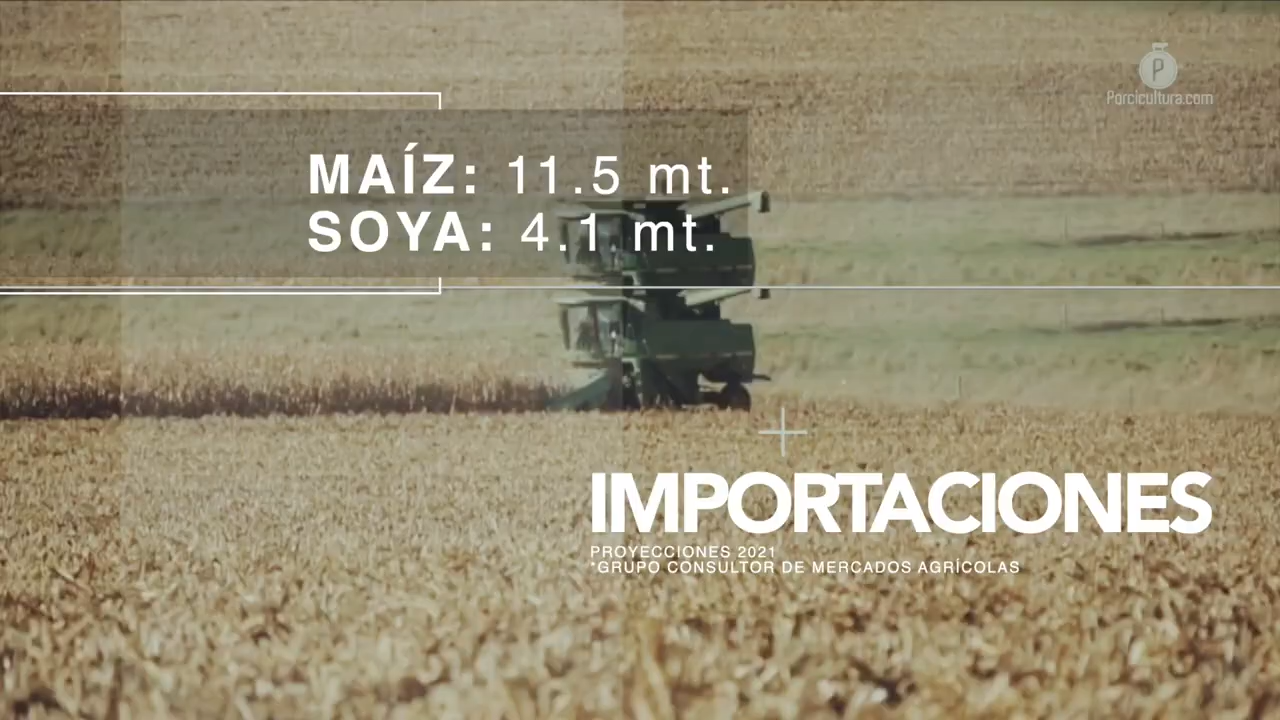 P
Porcicultura.com
MAÍZ: 11.5 mt.
SOYA: 4.1 mt.
IMPORTACIONES
PROYECCIONES 2021
*GRUPO CONSULTOR DE MERCADOS AGRÍCOLAS